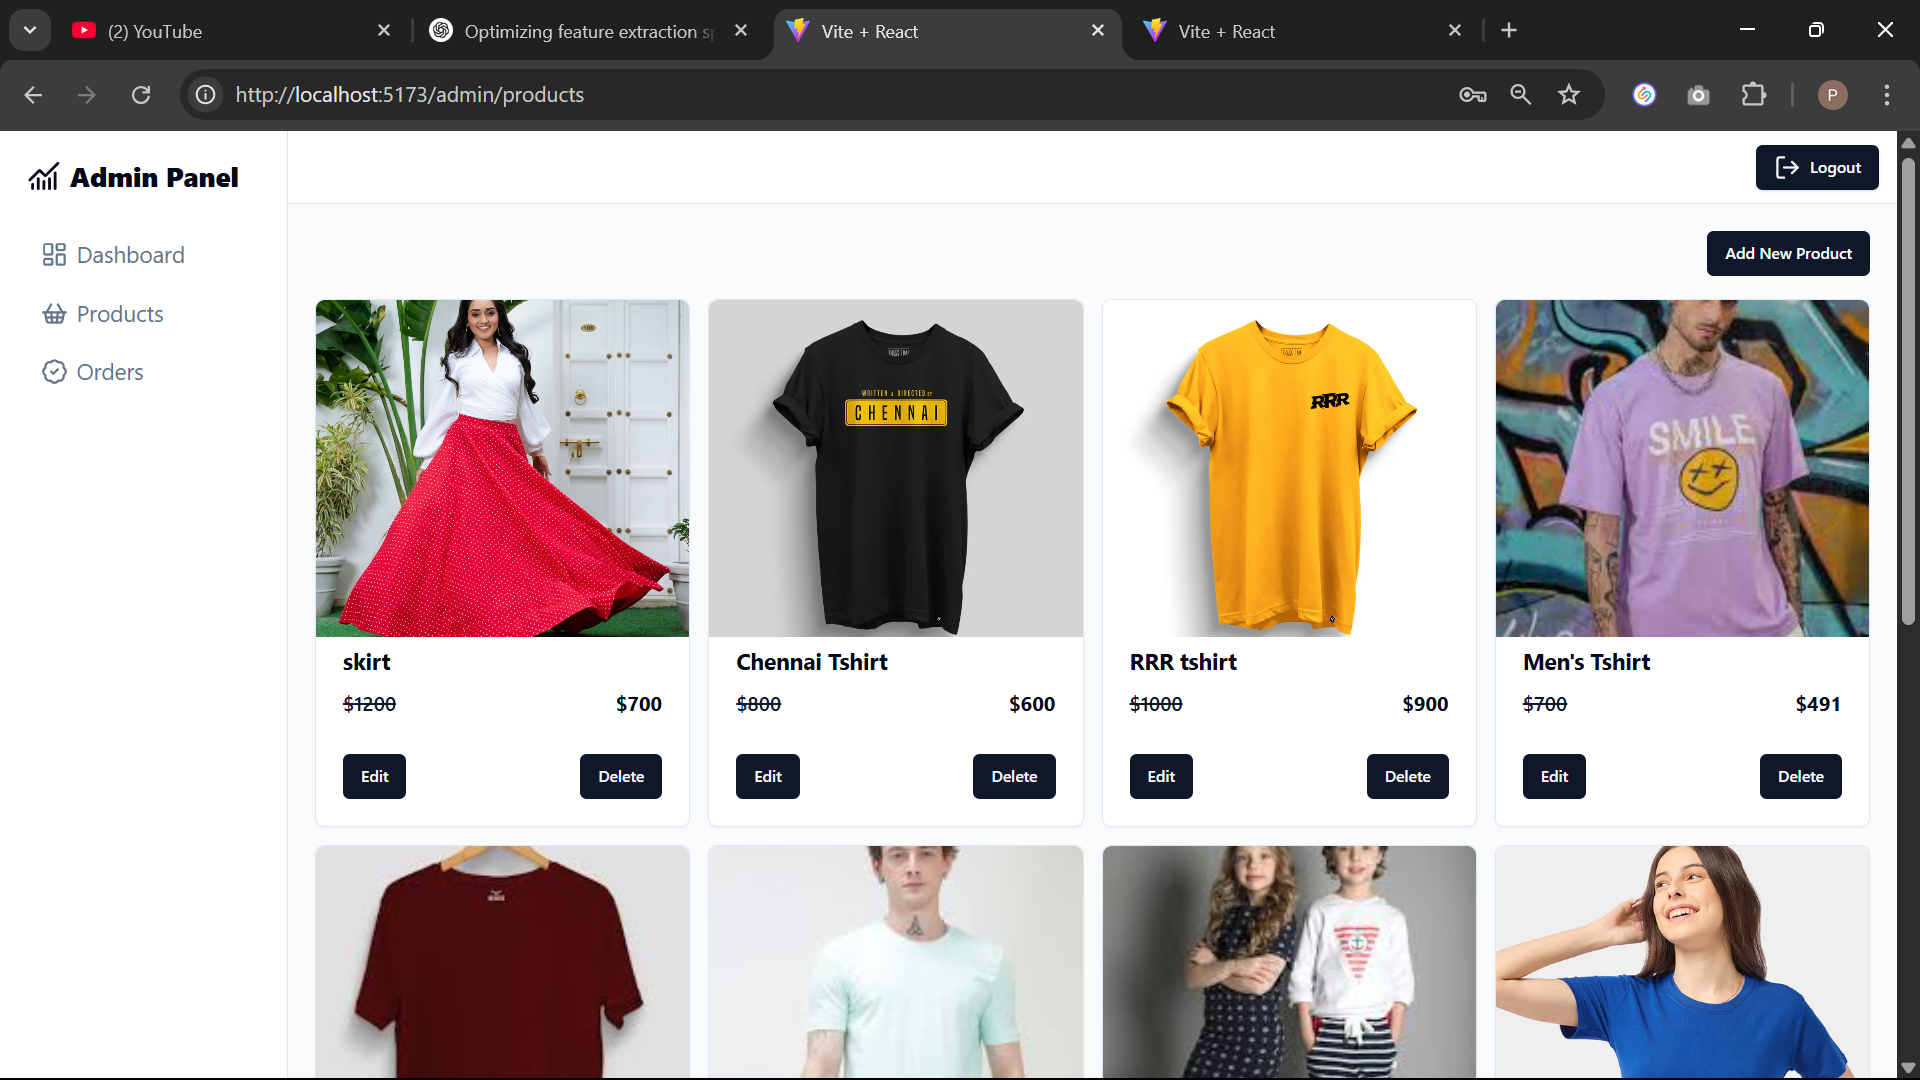 (2) YouTube
Optimizing feature extraction sp
Vite + React
Vite + React
http://localhost:5173/admin/products
P
Admin Panel
Logout
Dashboard
Products
Orders
Add New Product
WRITTEN & DIRECTED BY
CHENNAI
RRR
SMILE
skirt
Chennai Tshirt
RRR tshirt
Men's Tshirt
$1200 $700
$800 $600
$1000 $900
$700 $491
Edit Delete
Edit Delete
Edit Delete
Edit Delete